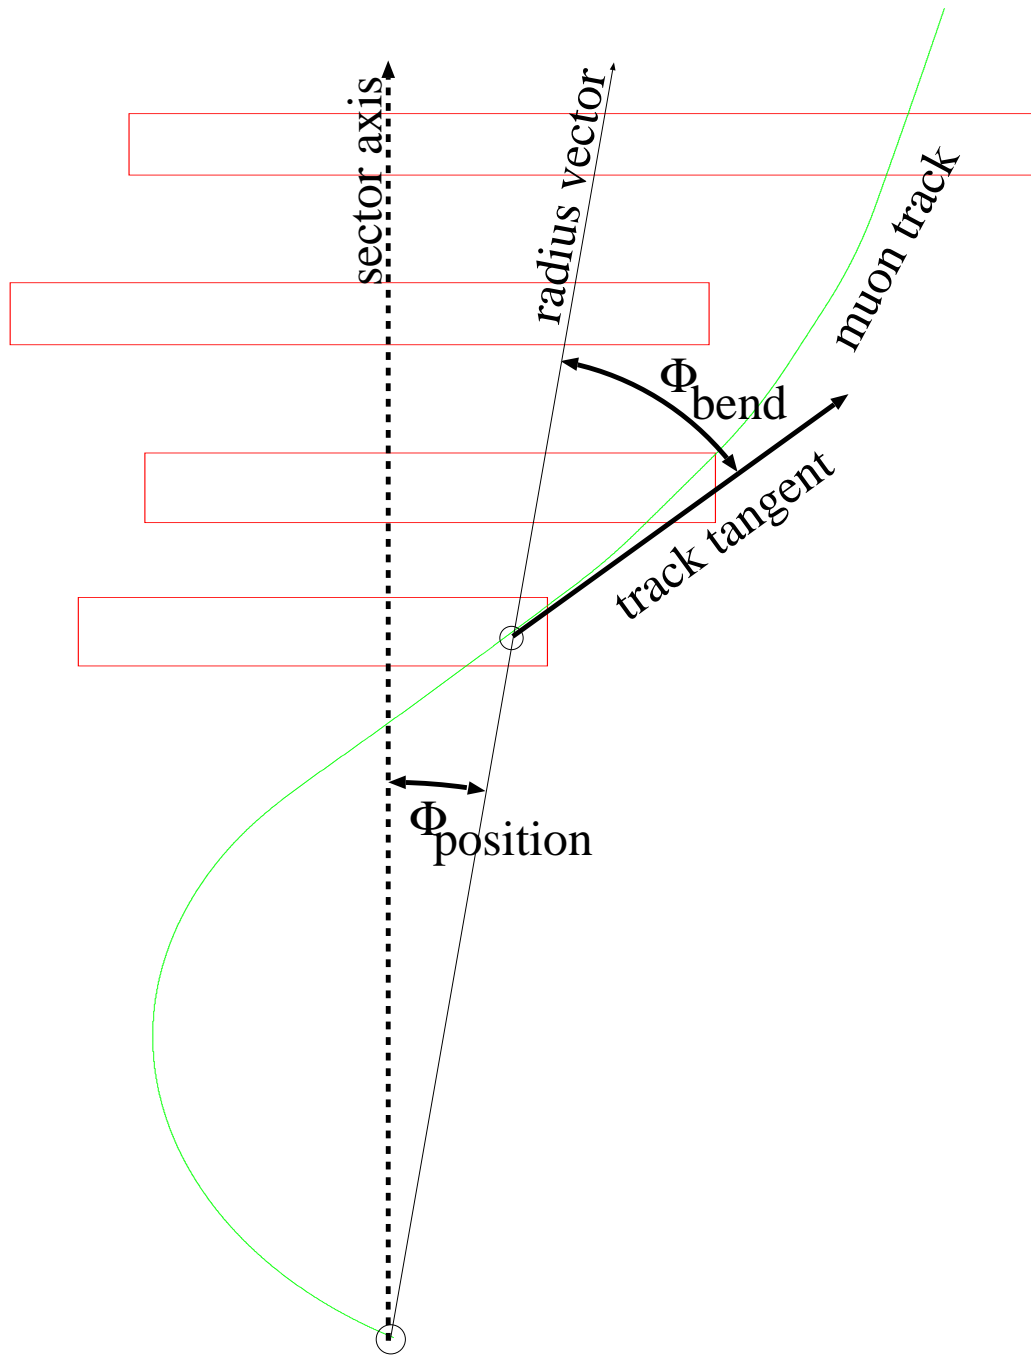 sector axis
radius vector
muon track
Φbend
track tangent
Φposition